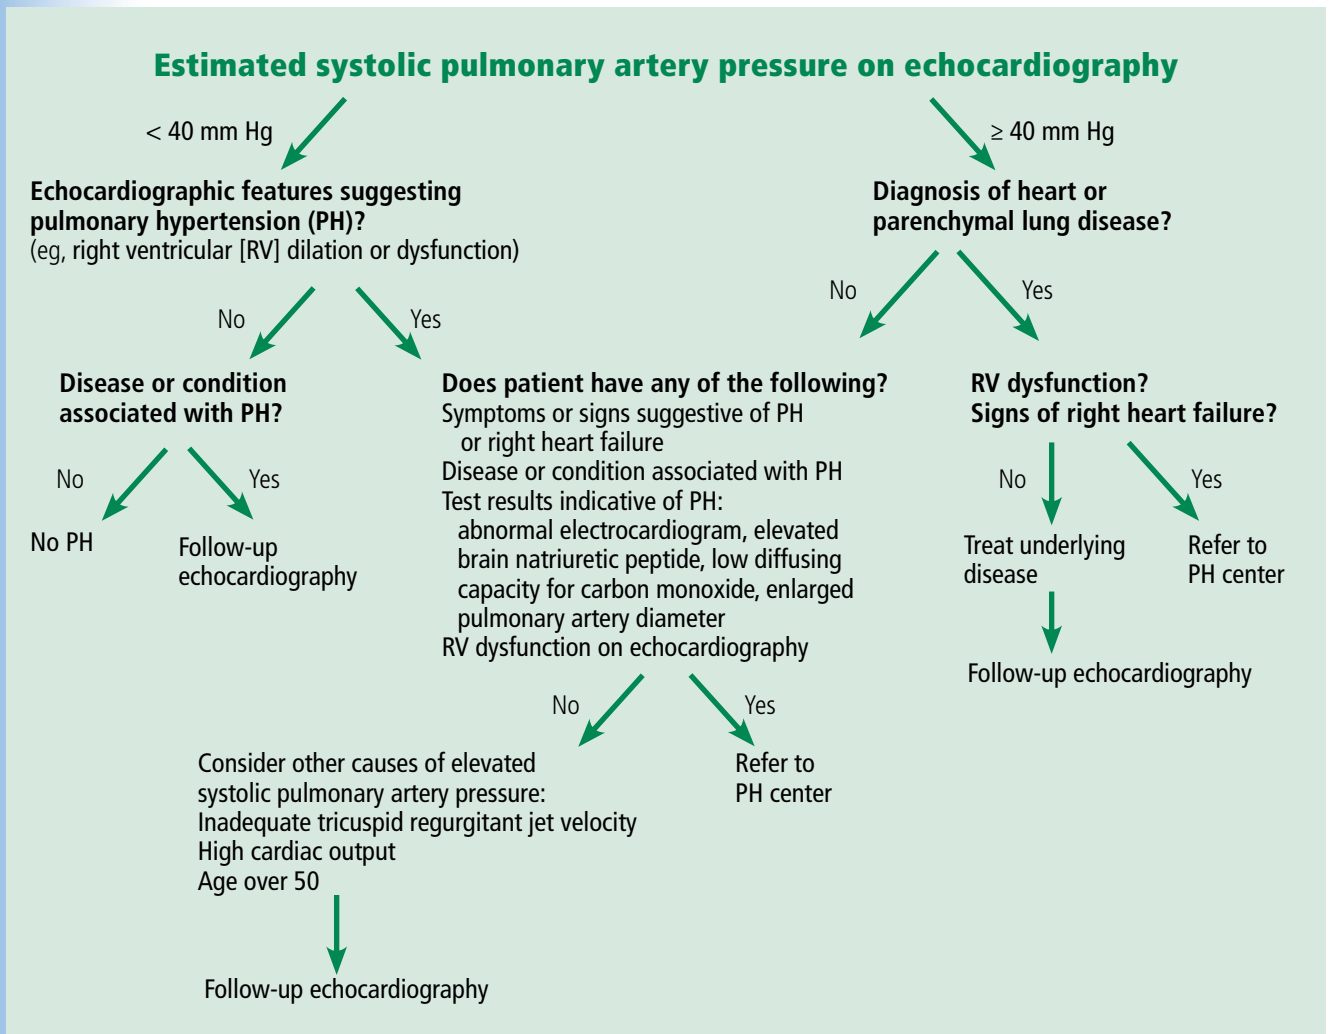 Estimated systolic pulmonary artery pressure on echocardiography
< 40 mm Hg
≥ 40 mm Hg
Echocardiographic features suggesting
pulmonary hypertension (PH)?
(eg, right ventricular [RV] dilation or dysfunction)
Diagnosis of heart or
parenchymal lung disease?
No
Yes
No
Yes
Disease or condition
associated with PH?
No
Yes
No PH
Follow-up
echocardiography
Does patient have any of the following?
Symptoms or signs suggestive of PH
or right heart failure
Disease or condition associated with PH
Test results indicative of PH:
abnormal electrocardiogram, elevated
brain natriuretic peptide, low diffusing
capacity for carbon monoxide, enlarged
pulmonary artery diameter
RV dysfunction on echocardiography
RV dysfunction?
Signs of right heart failure?
No
Yes
Treat underlying
disease
Refer to
PH center
Follow-up echocardiography
No
Yes
Consider other causes of elevated
systolic pulmonary artery pressure:
Inadequate tricuspid regurgitant jet velocity
High cardiac output
Age over 50
Refer to
PH center
Follow-up echocardiography